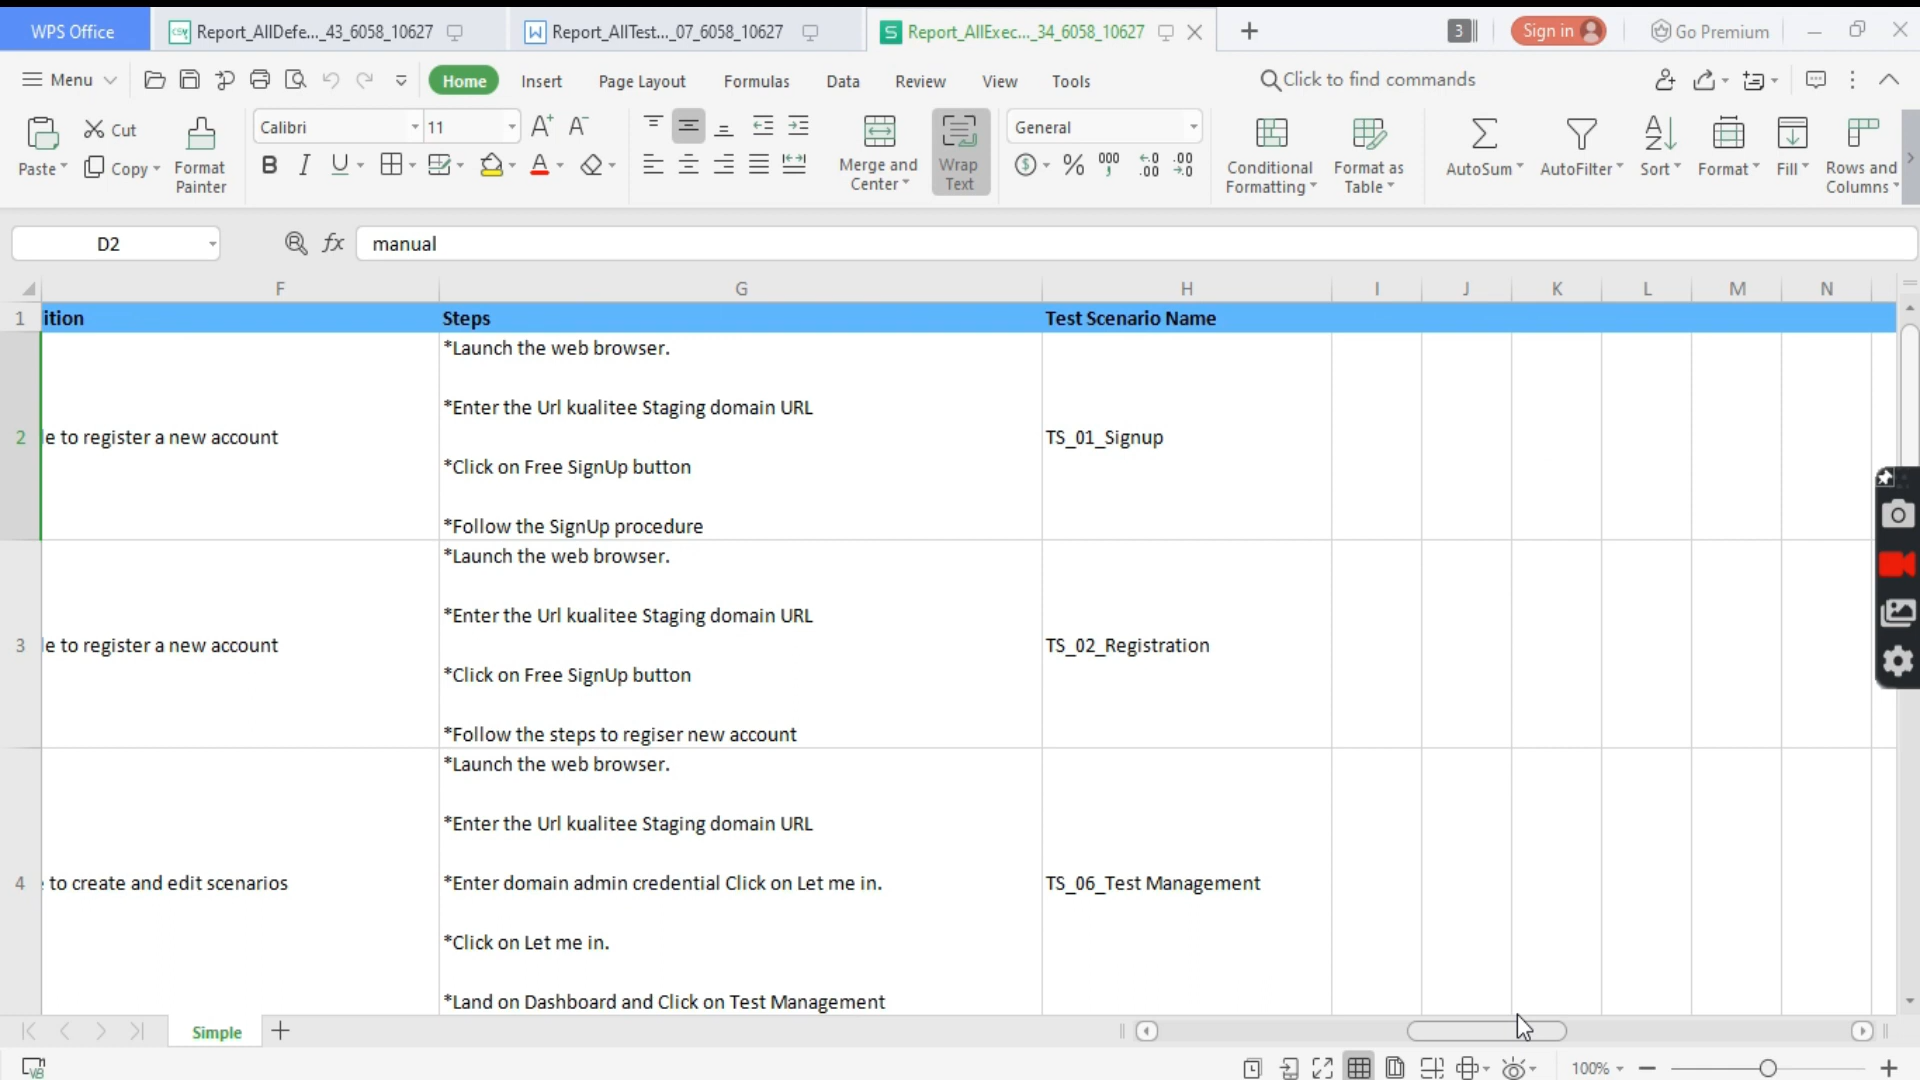 WPS Office
Report_AllDefe..._43_6058_10627
Report_AllTest..._07_6058_10627
Report_AllExec..._34_6058_10627
3
Sign in
Go Premium
Menu
Home
Insert
Page Layout
Formulas
Data
Review
View
Tools
Click to find commands
Paste
Cut
Copy
Format
Painter
Calibri
11
Merge and
Center
Wrap
Text
General
Conditional
Formatting
Format as
Table
AutoSum
AutoFilter
Sort
Format
Fill
Rows and
Columns
D2
fx
manual
F
G
H
I
J
K
L
M
N
1
ition
Steps
Test Scenario Name
2
e to register a new account
*Launch the web browser.
*Enter the Url kualitee Staging domain URL
*Click on Free SignUp button
*Follow the SignUp procedure
TS_01_Signup
3
le to register a new account
*Launch the web browser.
*Enter the Url kualitee Staging domain URL
*Click on Free SignUp button
*Follow the steps to regiser new account
TS_02_Registration
4
to create and edit scenarios
*Launch the web browser.
*Enter the Url kualitee Staging domain URL
*Enter domain admin credential Click on Let me in.
*Click on Let me in.
*Land on Dashboard and Click on Test Management
TS_06_Test Management
Simple
100%